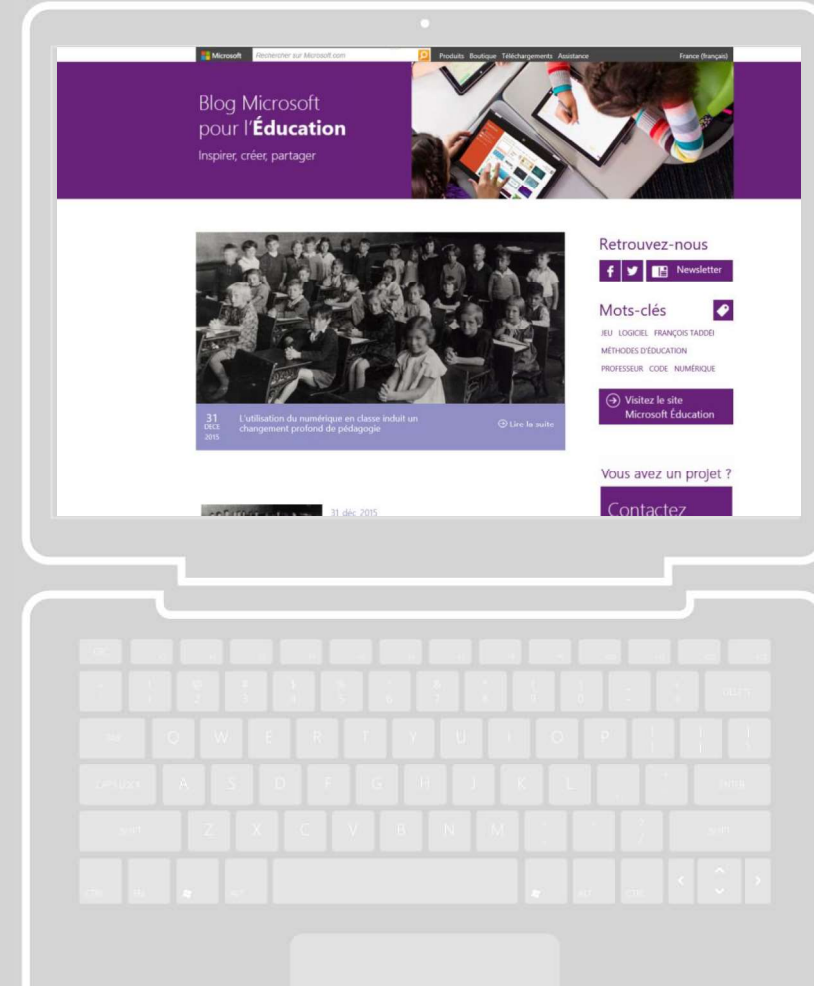 Microsoft Rechercher sur Microsoft.com Produits Boutique Téléchargements Assistance France (français)
Blog Microsoft
pour l'Éducation
Inspirer, créer, partager
Retrouvez-nous
Newsletter
Mots-clés
JEU LOGICIEL FRANÇOIS TADDÉI
MÉTHODES D'ÉDUCATION
PROFESSEUR CODE NUMÉRIQUE
Visitez le site
Microsoft Éducation
31
DÉCE
2015
L'utilisation du numérique en classe induit un
changement profond de pédagogie
Lire la suite
Vous avez un projet ?
Contactez
31 déc 2015
Q W E R T Y U I O P
A S D F G H J K L
Z X C V B N M